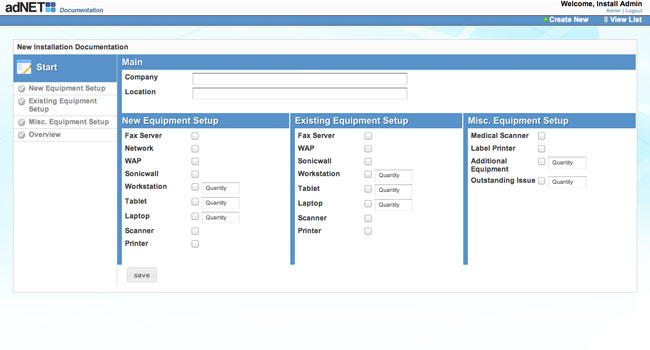 adNET Documentation
Welcome, Install Admin
Admin | Logout
Create New View List
New Installation Documentation
Start
New Equipment Setup
Existing Equipment
Setup
Misc. Equipment Setup
Overview
Main
Company
Location
New Equipment Setup
Fax Server
Network
WAP
Sonicwall
Workstation Quantity
Tablet Quantity
Laptop Quantity
Scanner
Printer
Existing Equipment Setup
Fax Server
WAP
Sonicwall
Workstation Quantity
Tablet Quantity
Laptop Quantity
Scanner
Printer
Misc. Equipment Setup
Medical Scanner
Label Printer
Additional Quantity
Equipment
Outstanding Issue Quantity
save